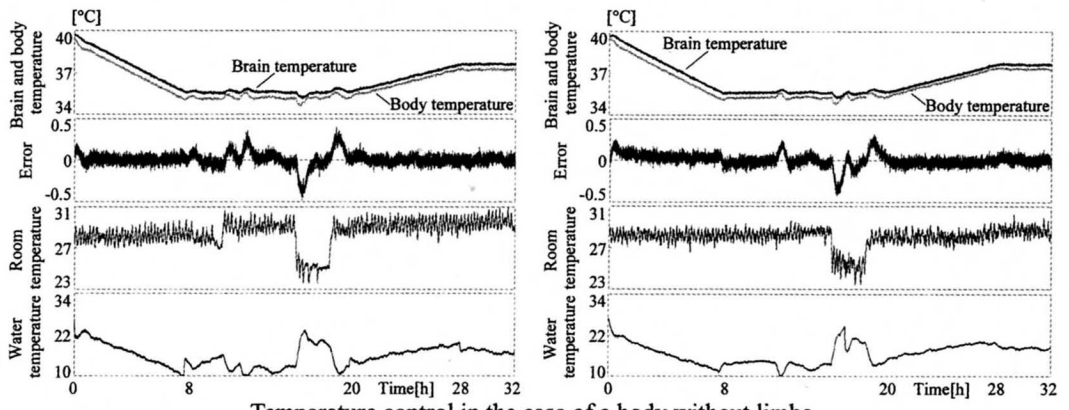 [°C]
40
37
34
Brain and body
temperature
Brain temperature
Body temperature
0.5
0
-0.5
Error
31
27
23
Room
temperature
34
22
10
Water
temperature
0 8 20 Time[h] 28 32
[°C]
40
37
34
Brain and body
temperature
Brain temperature
Body temperature
0.5
0
-0.5
Error
31
27
23
Room
temperature
34
22
10
Water
temperature
0 8 20 Time[h] 28 32
Temperature control in the case of a body without limbs